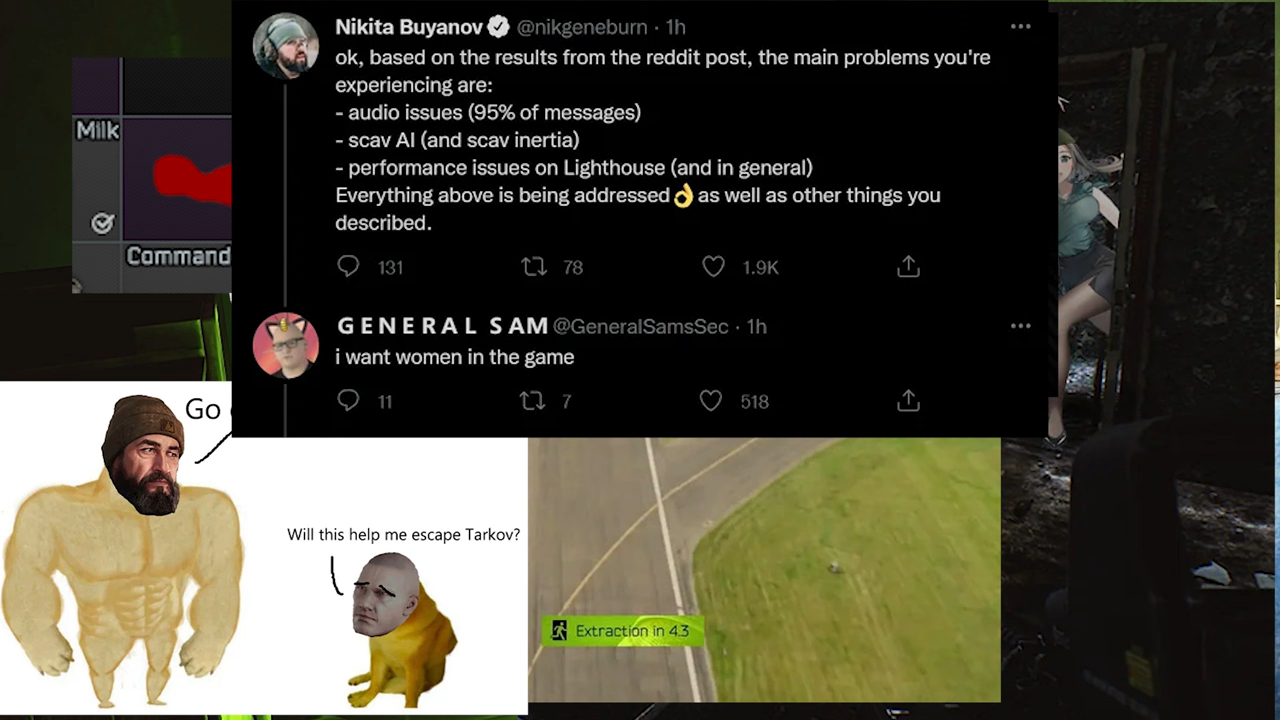 Nikita Buyanov @nikgeneburn · 1h
ok, based on the results from the reddit post, the main problems you're
experiencing are:
- audio issues (95% of messages)
- scav AI (and scav inertia)
- performance issues on Lighthouse (and in general)
Everything above is being addressed👌as well as other things you
described.
131 78 1.9K
G E N E R A L S A M @GeneralSamsSec · 1h
i want women in the game
11 7 518
Milk
Command
Go
Will this help me escape Tarkov?
Extraction in 4.3